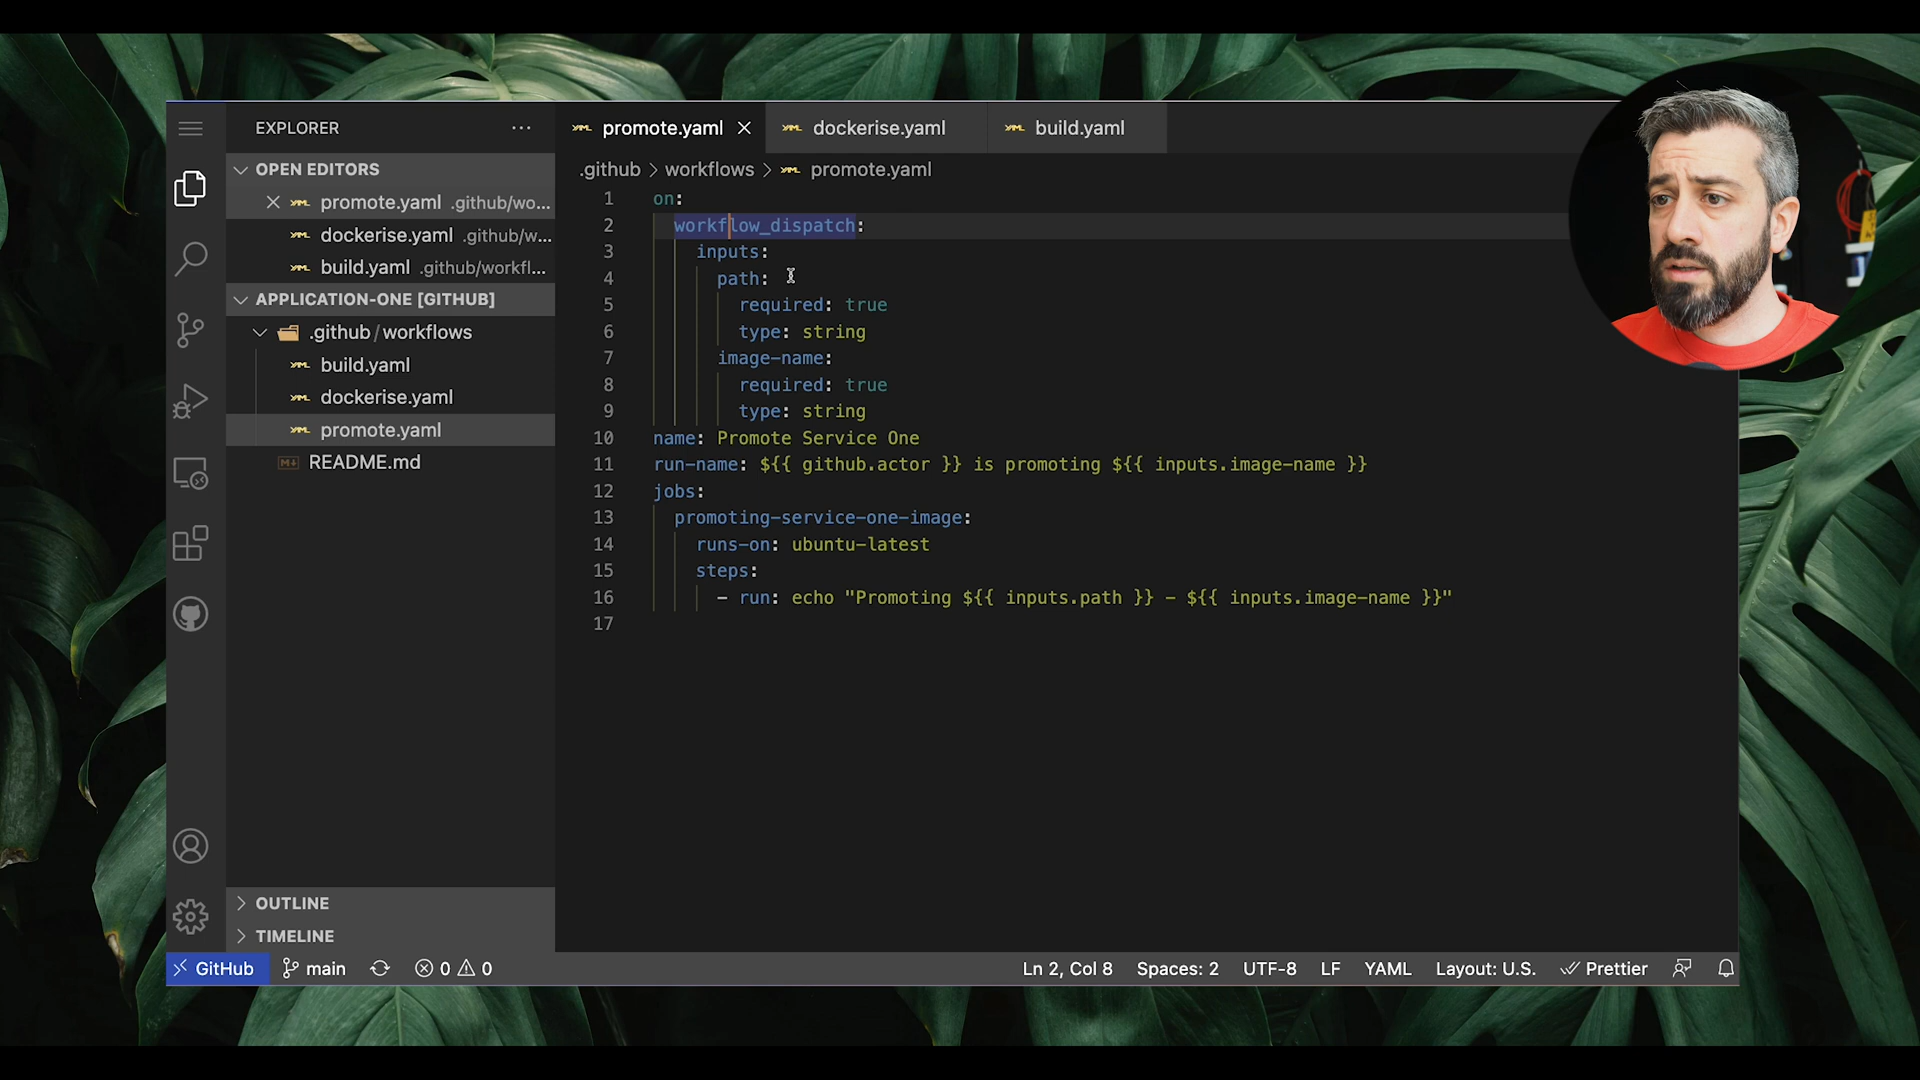 EXPLORER
OPEN EDITORS
promote.yaml .github/wo...
dockerise.yaml .github/w...
build.yaml .github/workfl...
APPLICATION-ONE [GITHUB]
.github / workflows
build.yaml
dockerise.yaml
promote.yaml
README.md
OUTLINE
TIMELINE
promote.yaml
dockerise.yaml
build.yaml
.github > workflows > promote.yaml
1 on:
2 workflow_dispatch:
3 inputs:
4 path:
5 required: true
6 type: string
7 image-name:
8 required: true
9 type: string
10 name: Promote Service One
11 run-name: ${{ github.actor }} is promoting ${{ inputs.image-name }}
12 jobs:
13 promoting-service-one-image:
14 runs-on: ubuntu-latest
15 steps:
16 - run: echo "Promoting ${{ inputs.path }} - ${{ inputs.image-name }}"
17
GitHub main 0 0 Ln 2, Col 8 Spaces: 2 UTF-8 LF YAML Layout: U.S. Prettier